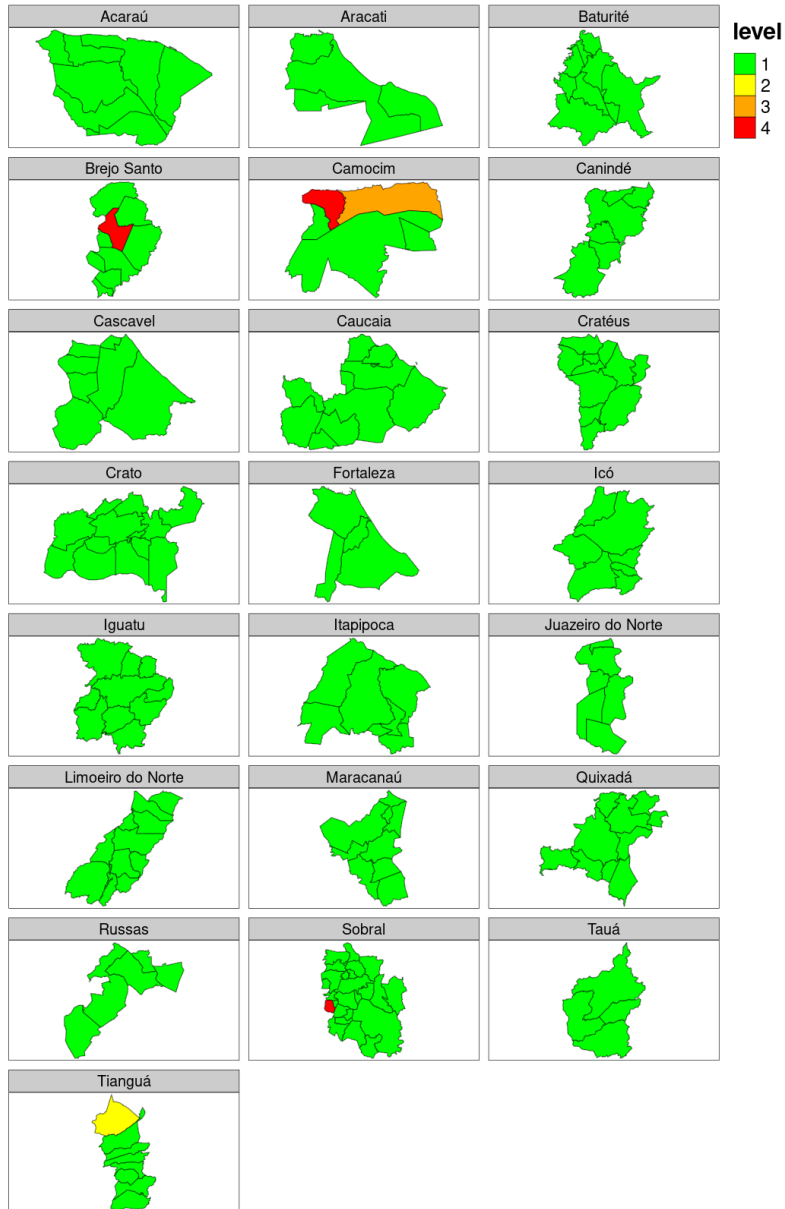 Acaraú
Aracati
Baturité
level
1
2
3
4
Brejo Santo
Camocim
Canindé
Cascavel
Caucaia
Cratéus
Crato
Fortaleza
Icó
Iguatu
Itapipoca
Juazeiro do Norte
Limoeiro do Norte
Maracanaú
Quixadá
Russas
Sobral
Tauá
Tianguá